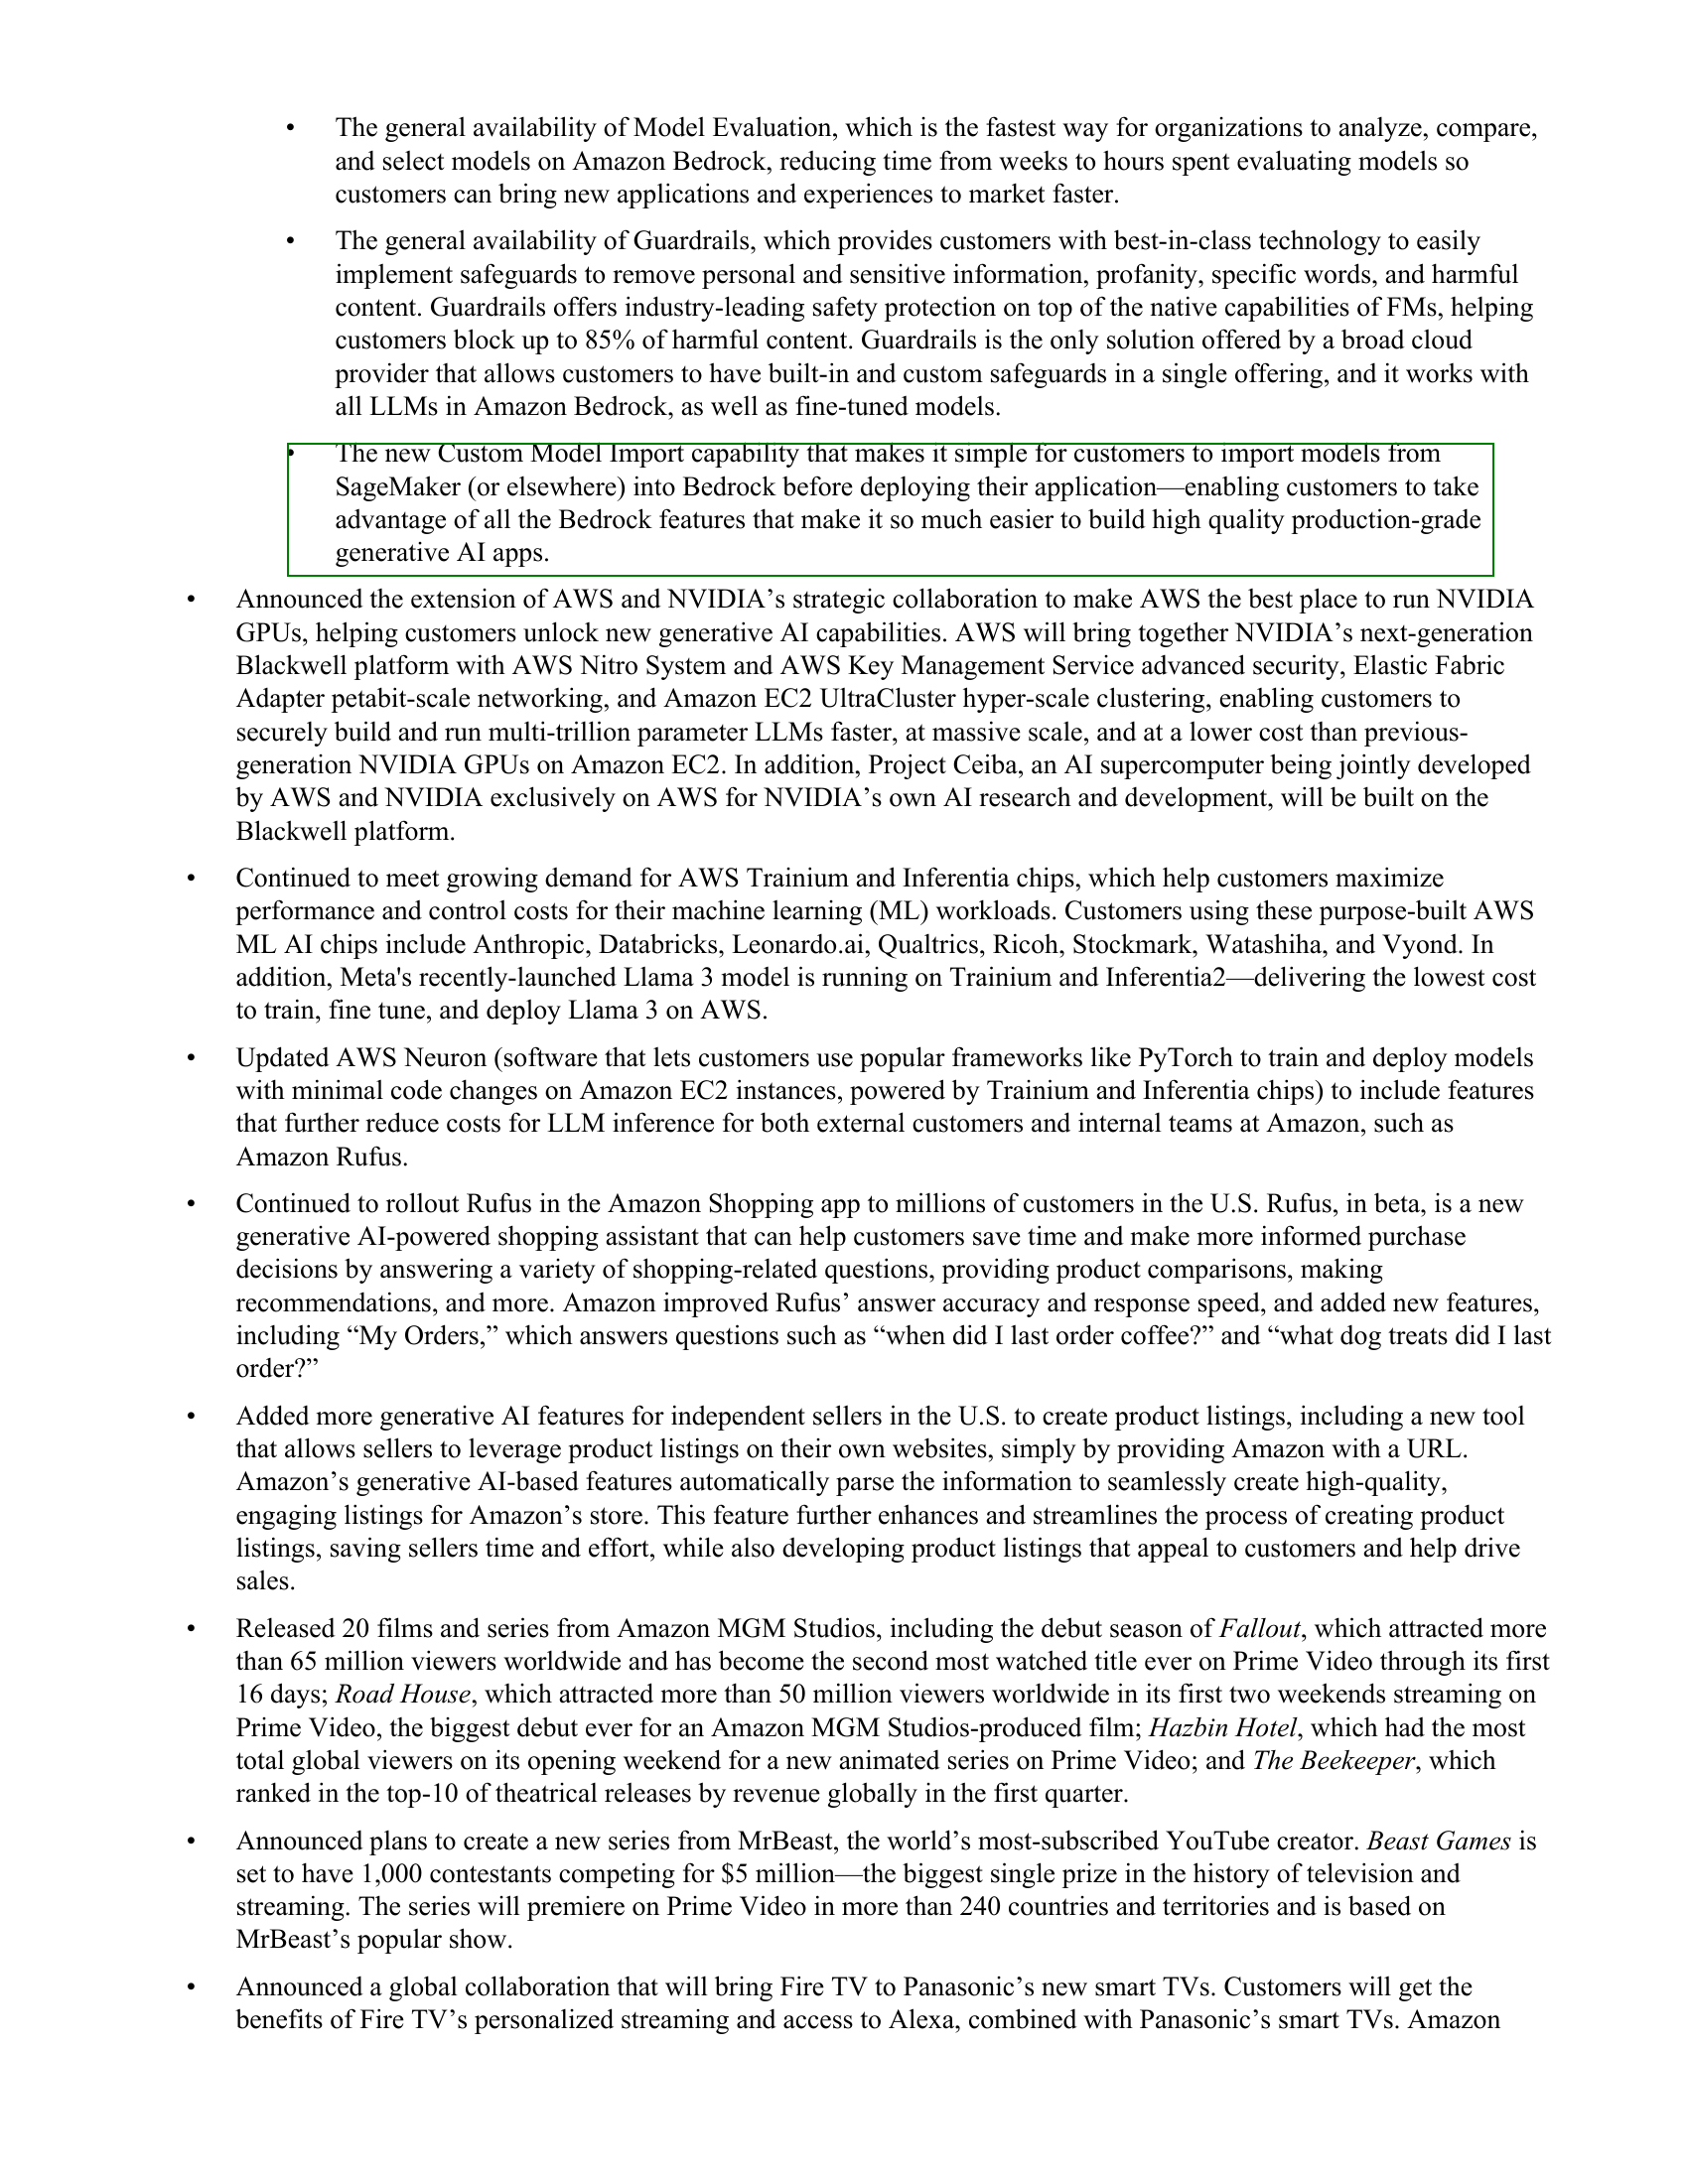 • The general availability of Model Evaluation, which is the fastest way for organizations to analyze, compare,
and select models on Amazon Bedrock, reducing time from weeks to hours spent evaluating models so
customers can bring new applications and experiences to market faster.
• The general availability of Guardrails, which provides customers with best-in-class technology to easily
implement safeguards to remove personal and sensitive information, profanity, specific words, and harmful
content. Guardrails offers industry-leading safety protection on top of the native capabilities of FMs, helping
customers block up to 85% of harmful content. Guardrails is the only solution offered by a broad cloud
provider that allows customers to have built-in and custom safeguards in a single offering, and it works with
all LLMs in Amazon Bedrock, as well as fine-tuned models.
• The new Custom Model Import capability that makes it simple for customers to import models from
SageMaker (or elsewhere) into Bedrock before deploying their application—enabling customers to take
advantage of all the Bedrock features that make it so much easier to build high quality production-grade
generative AI apps.
• Announced the extension of AWS and NVIDIA’s strategic collaboration to make AWS the best place to run NVIDIA
GPUs, helping customers unlock new generative AI capabilities. AWS will bring together NVIDIA’s next-generation
Blackwell platform with AWS Nitro System and AWS Key Management Service advanced security, Elastic Fabric
Adapter petabit-scale networking, and Amazon EC2 UltraCluster hyper-scale clustering, enabling customers to
securely build and run multi-trillion parameter LLMs faster, at massive scale, and at a lower cost than previous-
generation NVIDIA GPUs on Amazon EC2. In addition, Project Ceiba, an AI supercomputer being jointly developed
by AWS and NVIDIA exclusively on AWS for NVIDIA’s own AI research and development, will be built on the
Blackwell platform.
• Continued to meet growing demand for AWS Trainium and Inferentia chips, which help customers maximize
performance and control costs for their machine learning (ML) workloads. Customers using these purpose-built AWS
ML AI chips include Anthropic, Databricks, Leonardo.ai, Qualtrics, Ricoh, Stockmark, Watashiha, and Vyond. In
addition, Meta's recently-launched Llama 3 model is running on Trainium and Inferentia2—delivering the lowest cost
to train, fine tune, and deploy Llama 3 on AWS.
• Updated AWS Neuron (software that lets customers use popular frameworks like PyTorch to train and deploy models
with minimal code changes on Amazon EC2 instances, powered by Trainium and Inferentia chips) to include features
that further reduce costs for LLM inference for both external customers and internal teams at Amazon, such as
Amazon Rufus.
• Continued to rollout Rufus in the Amazon Shopping app to millions of customers in the U.S. Rufus, in beta, is a new
generative AI-powered shopping assistant that can help customers save time and make more informed purchase
decisions by answering a variety of shopping-related questions, providing product comparisons, making
recommendations, and more. Amazon improved Rufus’ answer accuracy and response speed, and added new features,
including “My Orders,” which answers questions such as “when did I last order coffee?” and “what dog treats did I last
order?”
• Added more generative AI features for independent sellers in the U.S. to create product listings, including a new tool
that allows sellers to leverage product listings on their own websites, simply by providing Amazon with a URL.
Amazon’s generative AI-based features automatically parse the information to seamlessly create high-quality,
engaging listings for Amazon’s store. This feature further enhances and streamlines the process of creating product
listings, saving sellers time and effort, while also developing product listings that appeal to customers and help drive
sales.
• Released 20 films and series from Amazon MGM Studios, including the debut season of Fallout, which attracted more
than 65 million viewers worldwide and has become the second most watched title ever on Prime Video through its first
16 days; Road House, which attracted more than 50 million viewers worldwide in its first two weekends streaming on
Prime Video, the biggest debut ever for an Amazon MGM Studios-produced film; Hazbin Hotel, which had the most
total global viewers on its opening weekend for a new animated series on Prime Video; and The Beekeeper, which
ranked in the top-10 of theatrical releases by revenue globally in the first quarter.
• Announced plans to create a new series from MrBeast, the world’s most-subscribed YouTube creator. Beast Games is
set to have 1,000 contestants competing for $5 million—the biggest single prize in the history of television and
streaming. The series will premiere on Prime Video in more than 240 countries and territories and is based on
MrBeast’s popular show.
• Announced a global collaboration that will bring Fire TV to Panasonic’s new smart TVs. Customers will get the
benefits of Fire TV’s personalized streaming and access to Alexa, combined with Panasonic’s smart TVs. Amazon